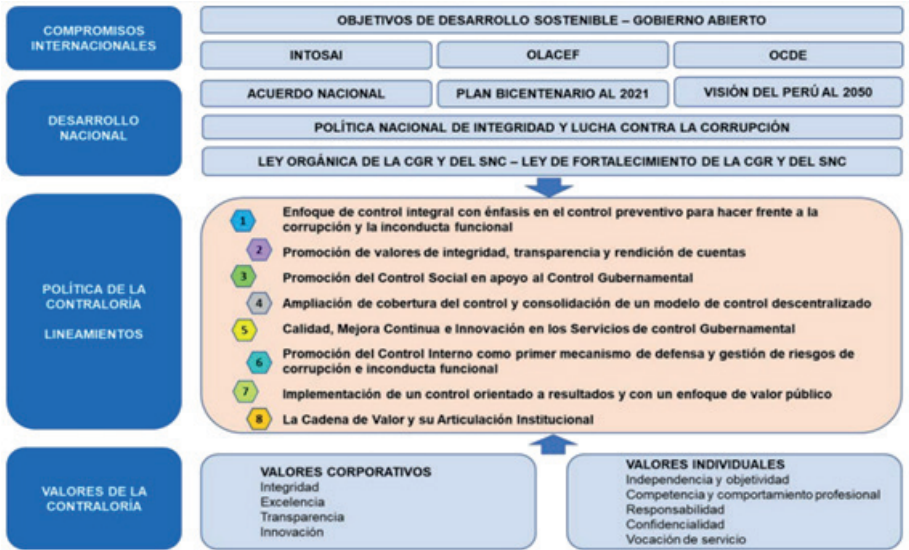 COMPROMISOS
INTERNACIONALES
OBJETIVOS DE DESARROLLO SOSTENIBLE – GOBIERNO ABIERTO
INTOSAI
OLACEF
OCDE
DESARROLLO
NACIONAL
ACUERDO NACIONAL
PLAN BICENTENARIO AL 2021
VISIÓN DEL PERÚ AL 2050
POLÍTICA NACIONAL DE INTEGRIDAD Y LUCHA CONTRA LA CORRUPCIÓN
LEY ORGÁNICA DE LA CGR Y DEL SNC – LEY DE FORTALECIMIENTO DE LA CGR Y DEL SNC
POLÍTICA DE LA
CONTRALORÍA
LINEAMIENTOS
1 Enfoque de control integral con énfasis en el control preventivo para hacer frente a la
corrupción y la inconducta funcional
2 Promoción de valores de integridad, transparencia y rendición de cuentas
3 Promoción del Control Social en apoyo al Control Gubernamental
4 Ampliación de cobertura del control y consolidación de un modelo de control descentralizado
5 Calidad, Mejora Continua e Innovación en los Servicios de control Gubernamental
6 Promoción del Control Interno como primer mecanismo de defensa y gestión de riesgos de
corrupción e inconducta funcional
7 Implementación de un control orientado a resultados y con un enfoque de valor público
8 La Cadena de Valor y su Articulación Institucional
VALORES DE LA
CONTRALORÍA
VALORES CORPORATIVOS
Integridad
Excelencia
Transparencia
Innovación
VALORES INDIVIDUALES
Independencia y objetividad
Competencia y comportamiento profesional
Responsabilidad
Confidencialidad
Vocación de servicio